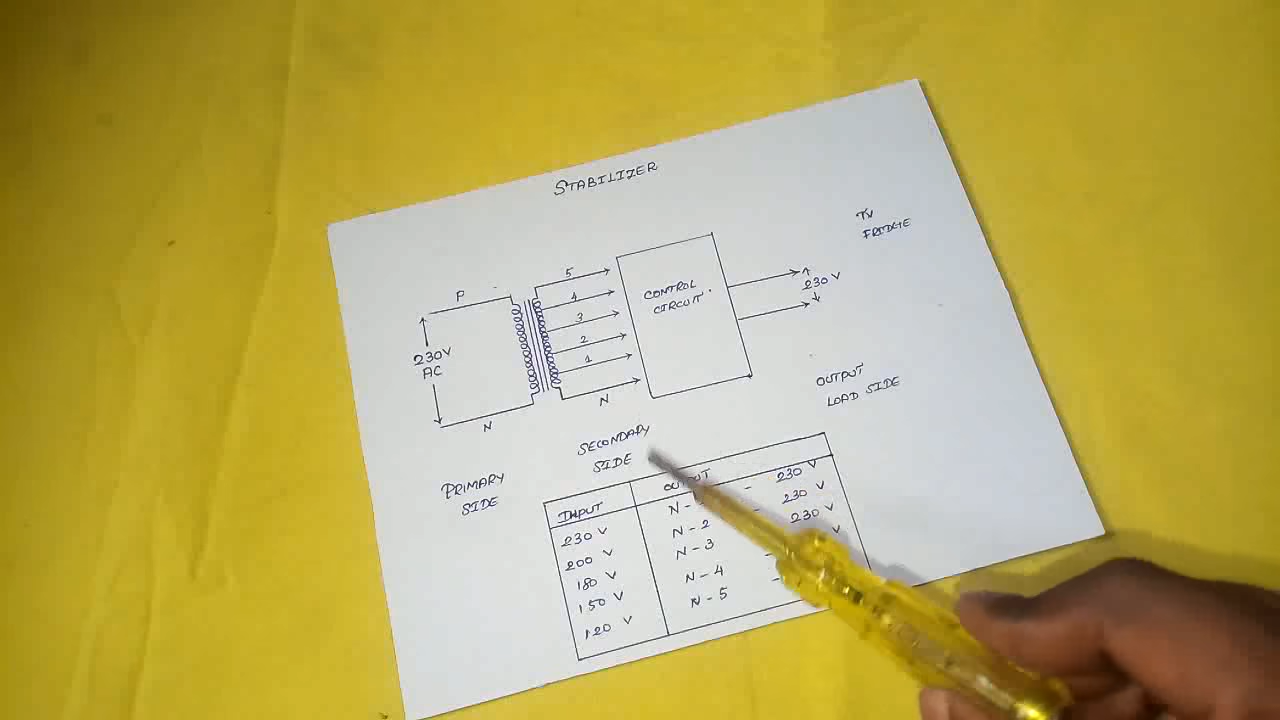 STABILIZER
TV
FRIDGE
P
230V
AC
N
5
4
3
2
1
N
CONTROL
CIRCUIT
230 V
OUTPUT
LOAD SIDE
PRIMARY
SIDE
SECONDARY
SIDE
INPUT
230 V N - - 230 V
200 V N - 2 - 230 V
180 V N - 3 230 V
150 V N - 4 - V
120 V N - 5 -